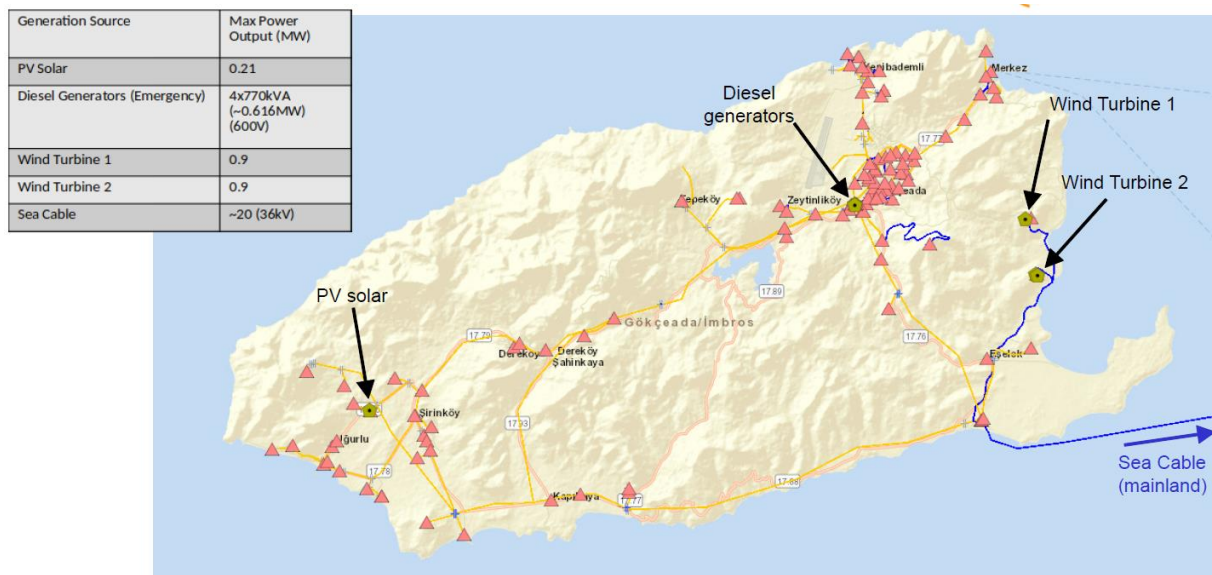 Generation Source
Max Power
Output (MW)
PV Solar
0.21
Diesel Generators (Emergency)
4x770kVA
(~0.616MW)
(600V)
Wind Turbine 1
0.9
Wind Turbine 2
0.9
Sea Cable
~20 (36kV)
Merkez
Diesel
generators
Wind Turbine 1
17.77
Wind Turbine 2
Zeytinliköy
PV solar
17.89
Gökçeada/İmbros
17.79
17.76
Dereköy
Dereköy
Şahinkaya
Eşelek
Şirinköy
Uğurlu
17.93
17.78
17.88
17.77
Sea Cable
(mainland)